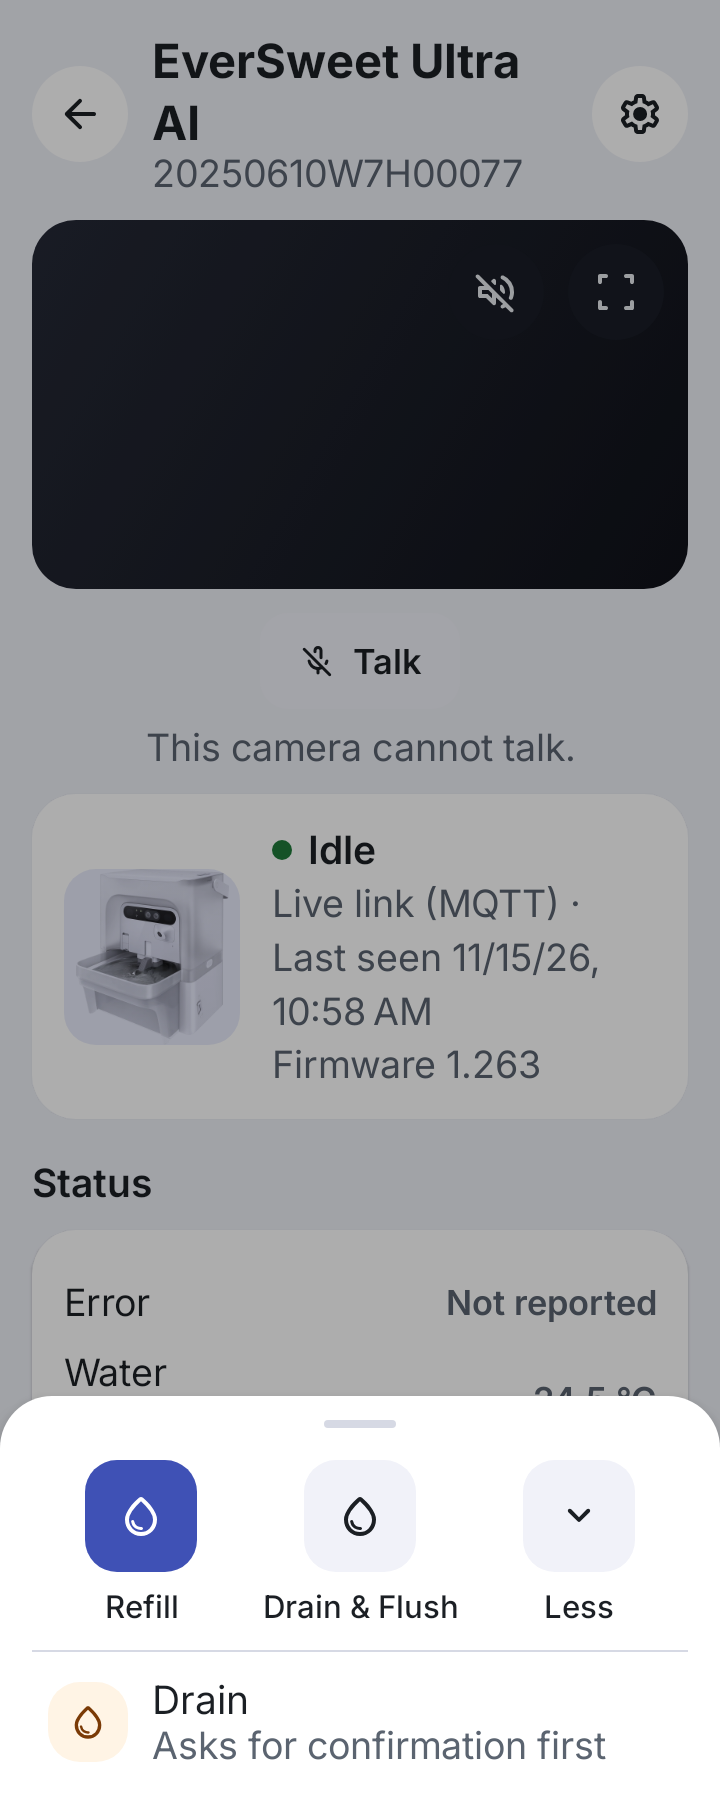 EverSweet Ultra
AI
20250610W7H00077
Talk
This camera cannot talk.
Idle
Live link (MQTT) ·
Last seen 11/15/26,
10:58 AM
Firmware 1.263
Status
Error
Not reported
Water
Refill
Drain & Flush
Less
Drain
Asks for confirmation first